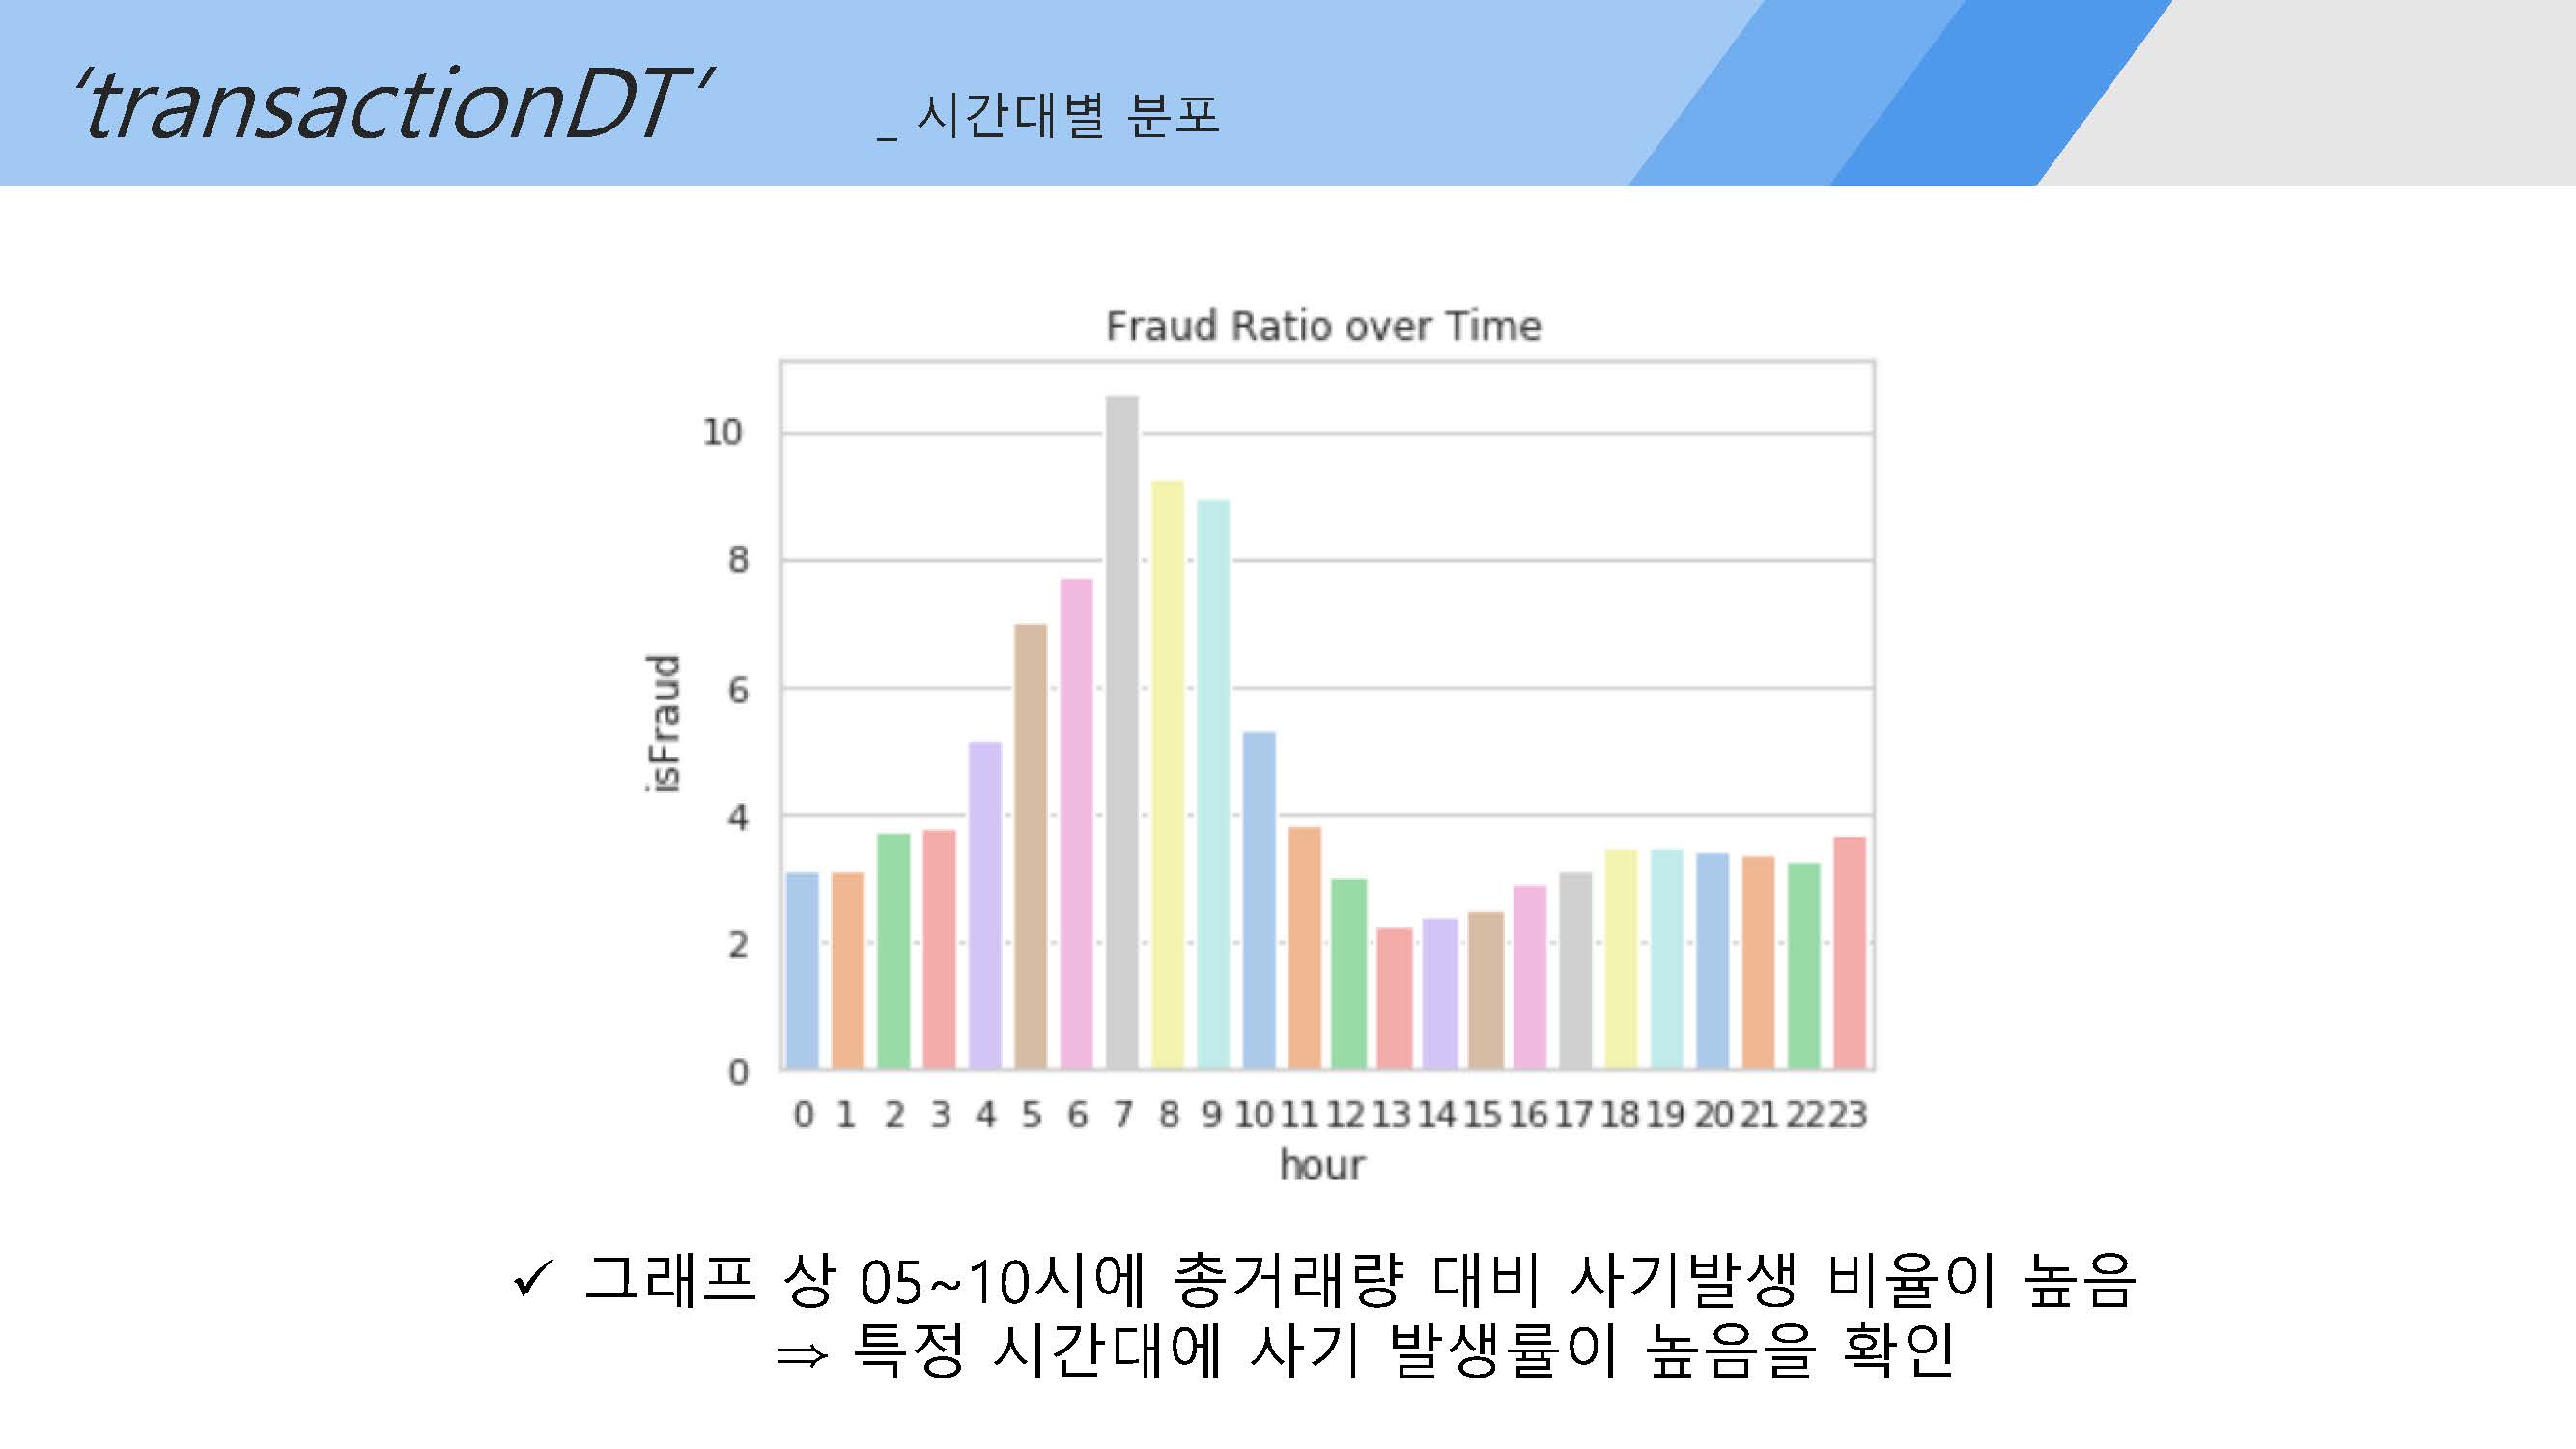 ‘transactionDT’ _ 시간대별 분포
Fraud Ratio over Time
10
8
6
4
2
0
isFraud
0 1 2 3 4 5 6 7 8 9 10 11 12 13 14 15 16 17 18 19 20 21 22 23
hour
✓ 그래프 상 05~10시에 총거래량 대비 사기발생 비율이 높음
⇒ 특정 시간대에 사기 발생률이 높음을 확인